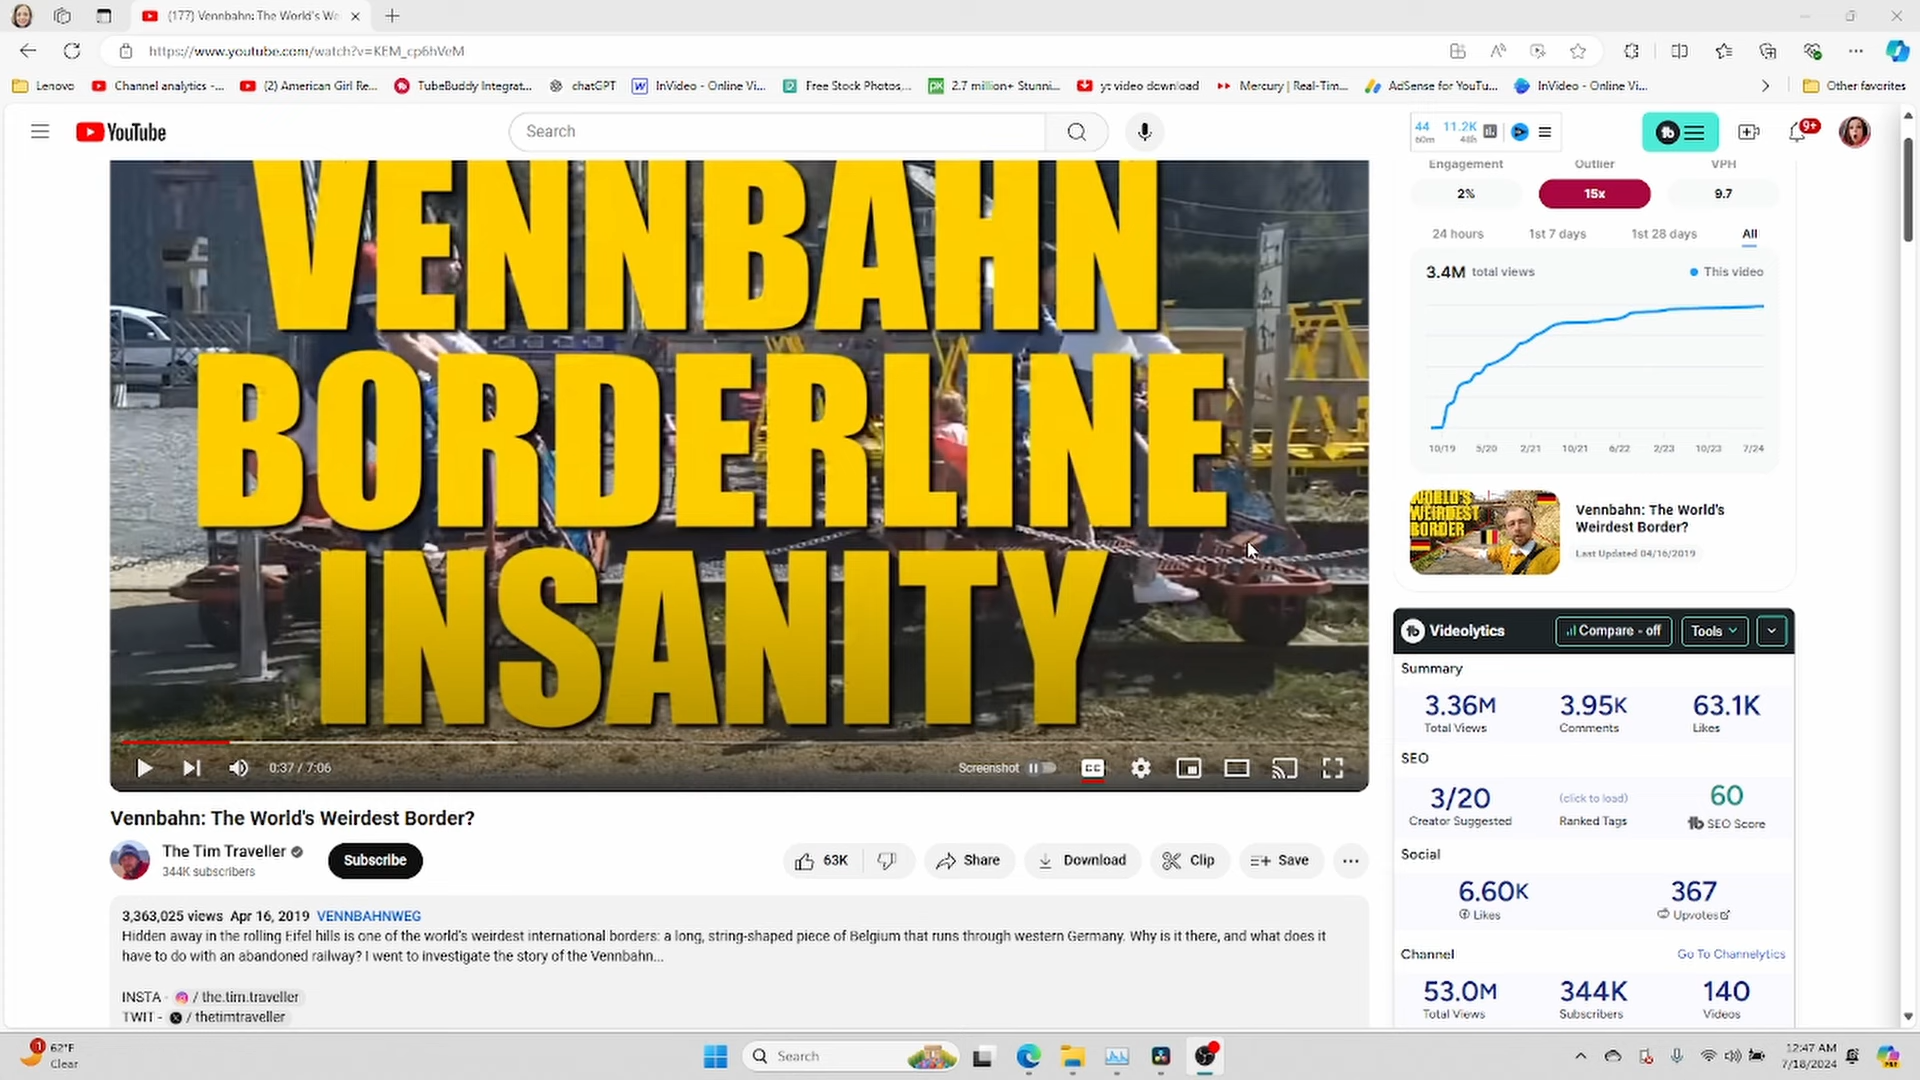 (177) Vennbahn: The World's We
https://www.youtube.com/watch?v=KEM_cp6hVeM
Lenovo
Channel analytics -...
(2) American Girl Re...
TubeBuddy Integrat...
chatGPT
InVideo - Online Vi...
Free Stock Photos,...
2.7 million+ Stunni...
yt video download
Mercury | Real-Tim...
AdSense for YouTu...
InVideo - Online Vi...
Other favorites
YouTube
Search
44 11.2K
60m 48h
9+
Engagement Outlier VPH
2% 15x 9.7
24 hours 1st 7 days 1st 28 days All
3.4M total views This video
10/19 5/20 2/21 10/21 6/22 2/23 10/23 7/24
WORLD'S
WEIRDEST
BORDER
Vennbahn: The World's
Weirdest Border?
Last Updated 04/16/2019
VENNBAHN
BORDERLINE
INSANITY
0:37 / 7:06
Screenshot
CC
Vennbahn: The World's Weirdest Border?
The Tim Traveller
344K subscribers
Subscribe
63K
Share
Download
Clip
Save
3,363,025 views Apr 16, 2019 VENNBAHNWEG
Hidden away in the rolling Eifel hills is one of the world's weirdest international borders: a long, string-shaped piece of Belgium that runs through western Germany. Why is it there, and what does it
have to do with an abandoned railway? I went to investigate the story of the Vennbahn...
INSTA - / the.tim.traveller
TWIT - / thetimtraveller
Videolytics
Compare - off
Tools
Summary
3.36M 3.95K 63.1K
Total Views Comments Likes
SEO
3/20 (click to load) 60
Creator Suggested Ranked Tags SEO Score
Social
6.60K 367
Likes Upvotes
Channel Go To Channelytics
53.0M 344K 140
Total Views Subscribers Videos
1
62°F
Clear
Search
12:47 AM
7/18/2024